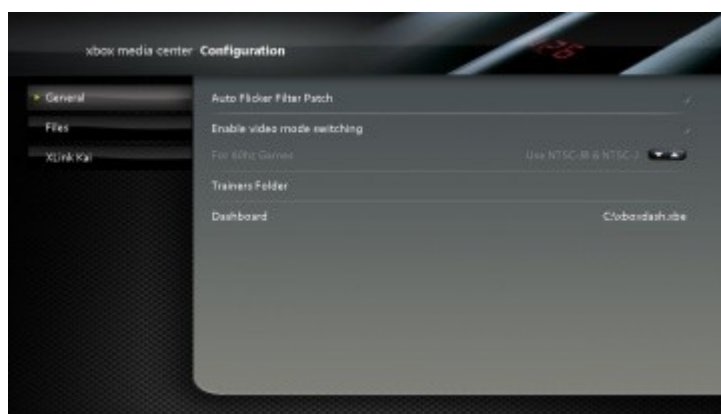 xbox media center Configuration
General
Files
XLink Kai
Auto Flicker Filter Patch
Enable video mode switching
For 60hz Games Use NTSC-M & NTSC-J
Trainers Folder
Dashboard C:\xboxdash.xbe